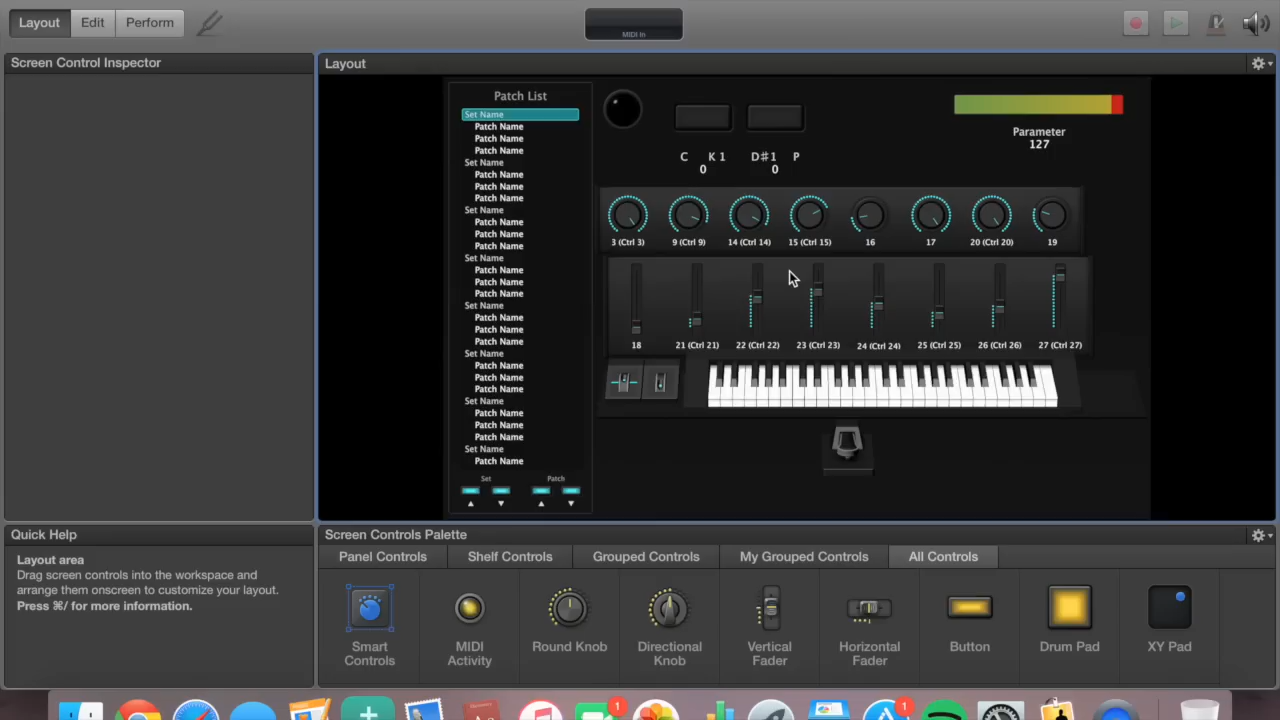 Layout Edit Perform
MIDI In
Screen Control Inspector
Layout
Patch List
Set Name
Patch Name
Patch Name
Patch Name
Set Name
Patch Name
Patch Name
Patch Name
Set Name
Patch Name
Patch Name
Patch Name
Set Name
Patch Name
Patch Name
Patch Name
Set Name
Patch Name
Patch Name
Patch Name
Set Name
Patch Name
Patch Name
Patch Name
Set Name
Patch Name
Patch Name
Patch Name
Set Name
Patch Name
Set Patch
C K 1 D♯1 P
0 0
Parameter
127
3 (Ctrl 3) 9 (Ctrl 9) 14 (Ctrl 14) 15 (Ctrl 15) 16 17 20 (Ctrl 20) 19
18 21 (Ctrl 21) 22 (Ctrl 22) 23 (Ctrl 23) 24 (Ctrl 24) 25 (Ctrl 25) 26 (Ctrl 26) 27 (Ctrl 27)
Quick Help
Layout area
Drag screen controls into the workspace and
arrange them onscreen to customize your layout.
Press ⌘/ for more information.
Screen Controls Palette
Panel Controls Shelf Controls Grouped Controls My Grouped Controls All Controls
Smart Controls
MIDI Activity
Round Knob
Directional Knob
Vertical Fader
Horizontal Fader
Button
Drum Pad
XY Pad
1
1